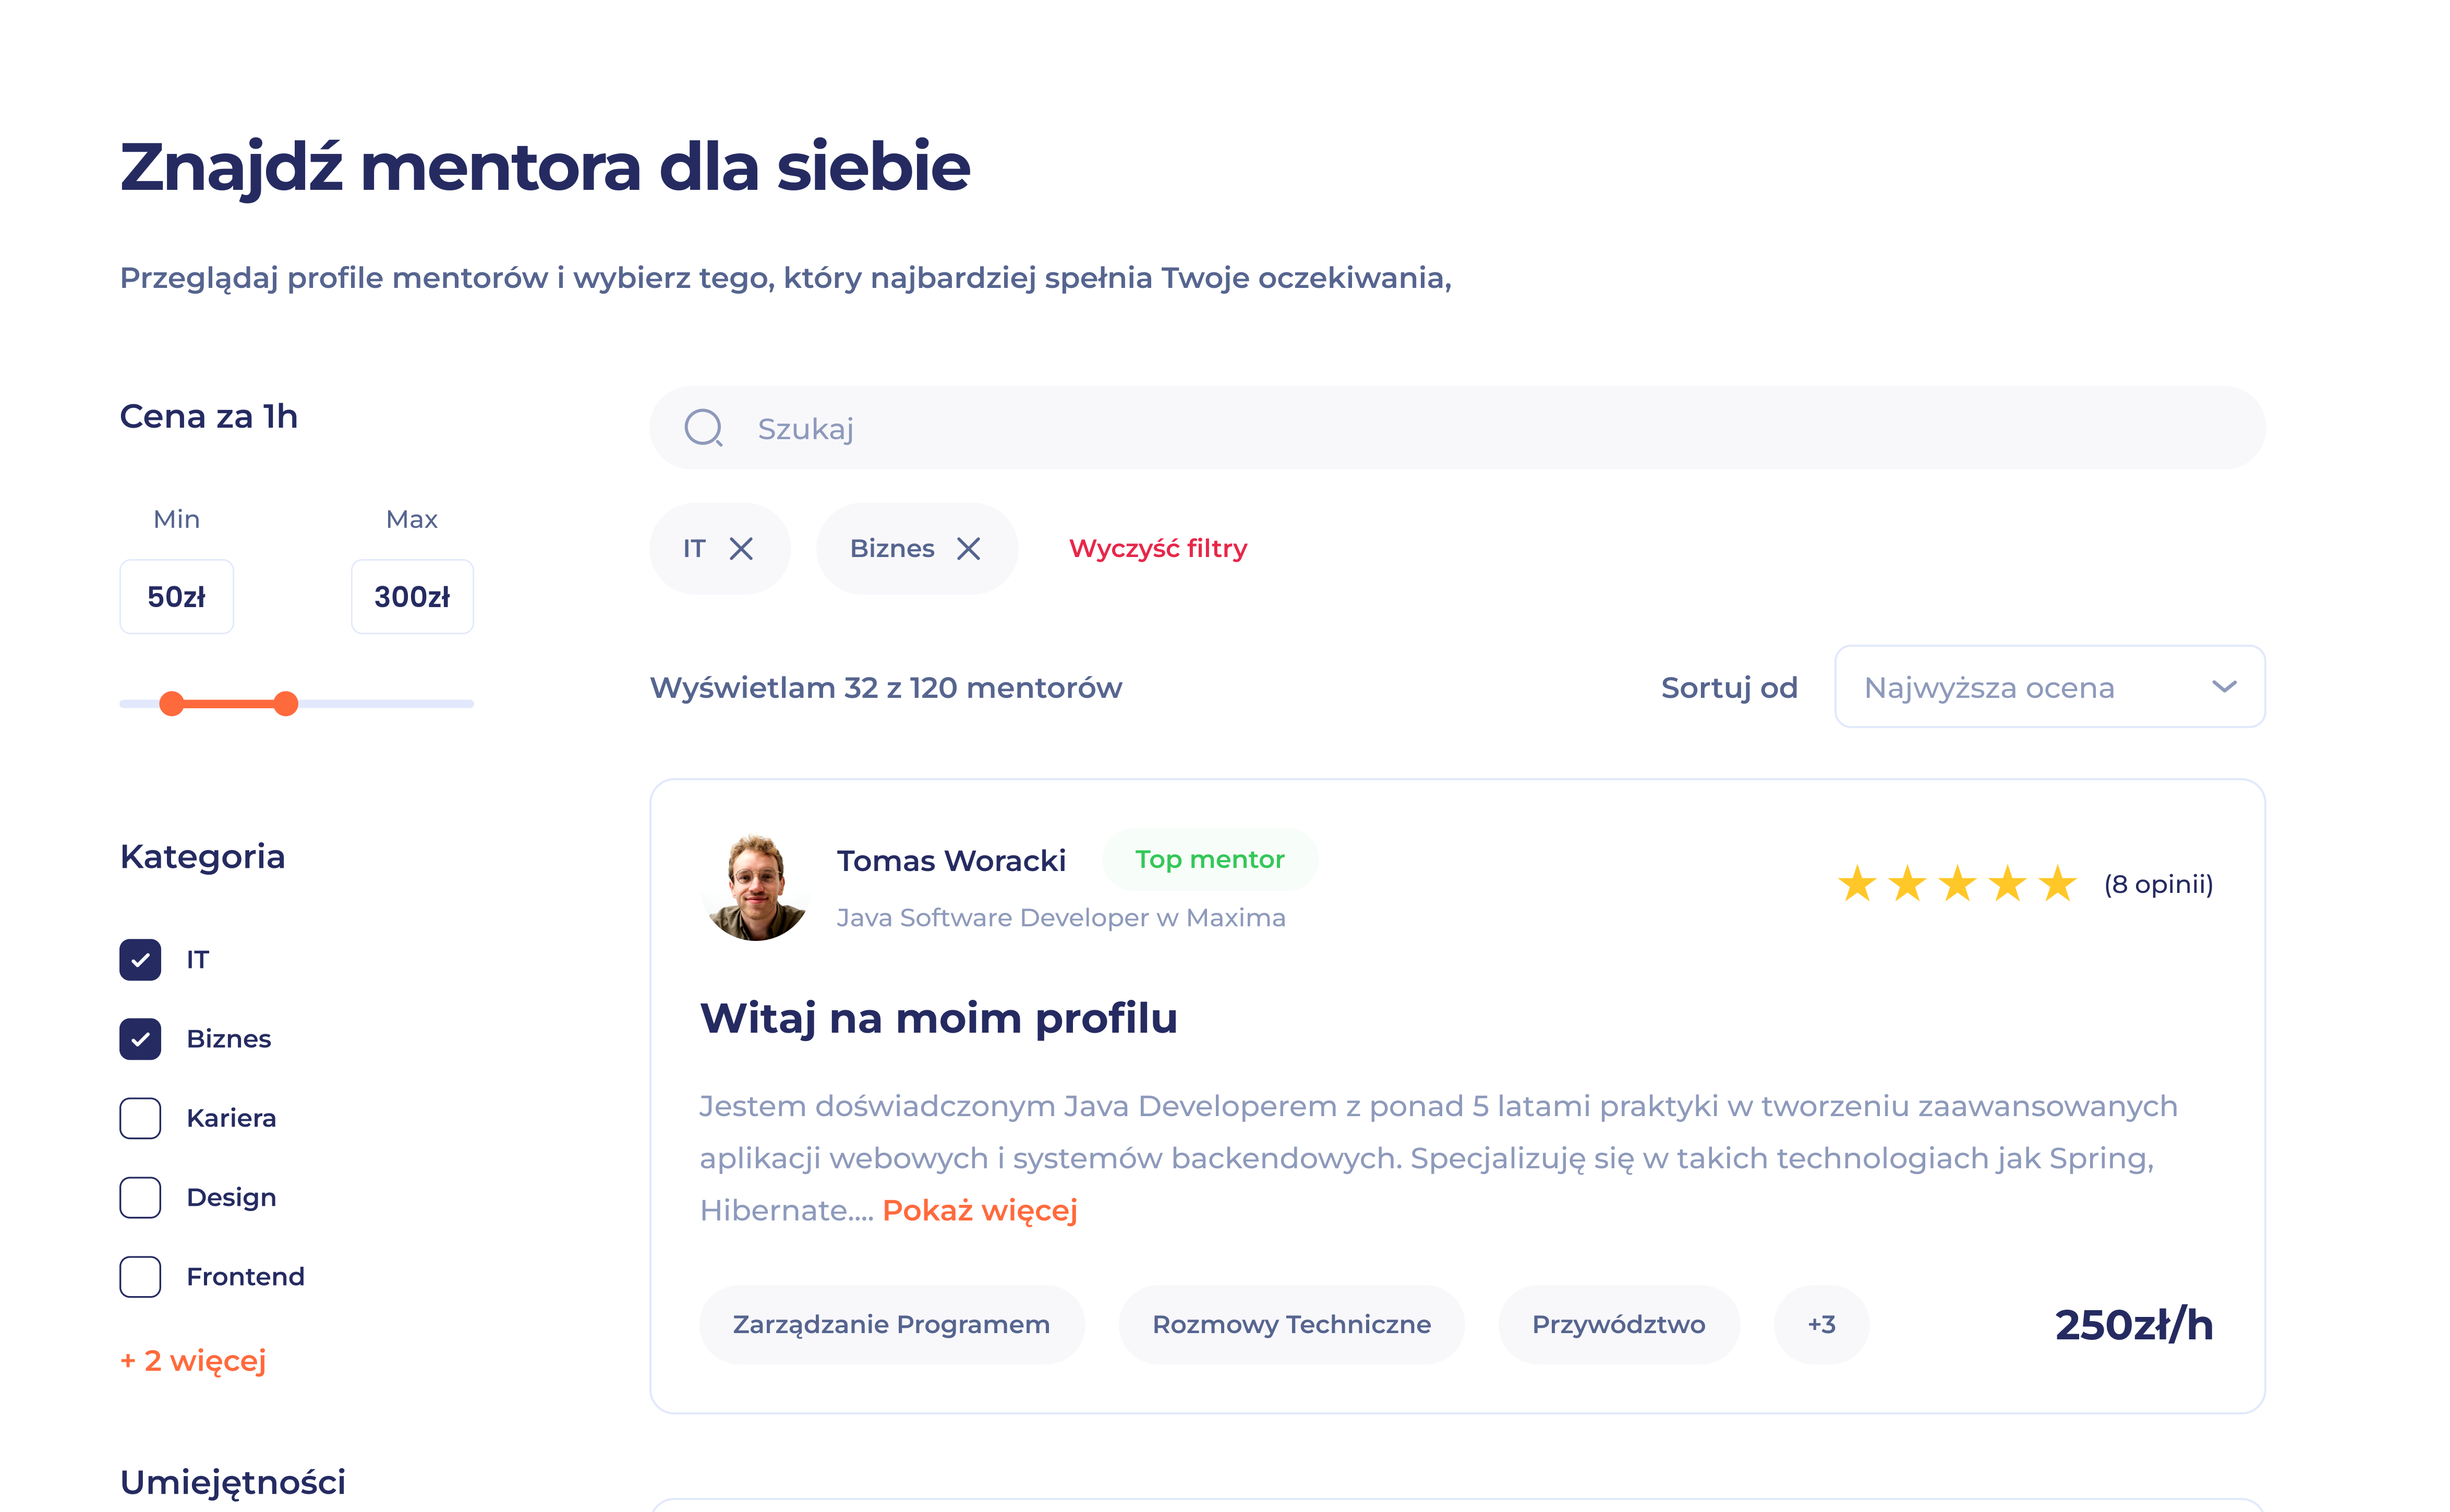 Znajdź mentora dla siebie
Przeglądaj profile mentorów i wybierz tego, który najbardziej spełnia Twoje oczekiwania,
Cena za 1h
Min
Max
50zł
300zł
Kategoria
IT
Biznes
Kariera
Design
Frontend
+ 2 więcej
Umiejętności
Szukaj
IT
Biznes
Wyczyść filtry
Wyświetlam 32 z 120 mentorów
Sortuj od
Najwyższa ocena
Tomas Woracki
Top mentor
Java Software Developer w Maxima
(8 opinii)
Witaj na moim profilu
Jestem doświadczonym Java Developerem z ponad 5 latami praktyki w tworzeniu zaawansowanych
aplikacji webowych i systemów backendowych. Specjalizuję się w takich technologiach jak Spring,
Hibernate.... Pokaż więcej
Zarządzanie Programem
Rozmowy Techniczne
Przywództwo
+3
250zł/h